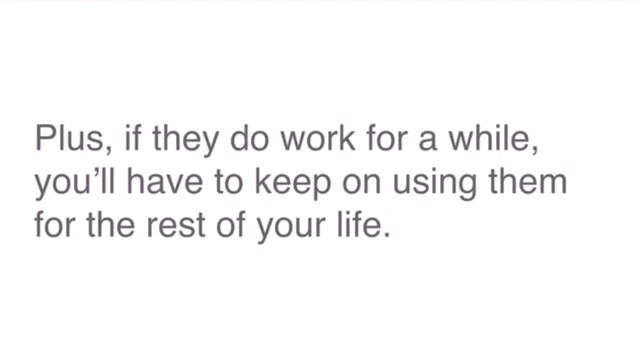 Plus, if they do work for a while,
you’ll have to keep on using them
for the rest of your life.